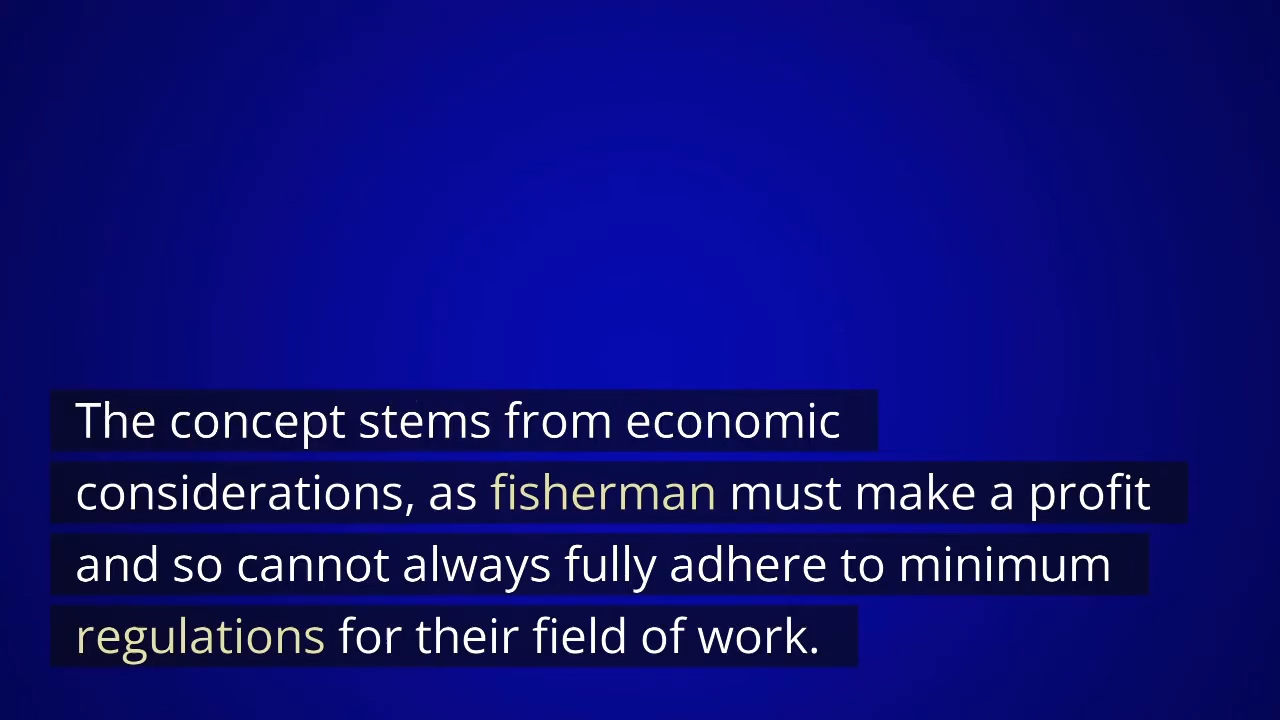 The concept stems from economic
considerations, as fisherman must make a profit
and so cannot always fully adhere to minimum
regulations for their field of work.